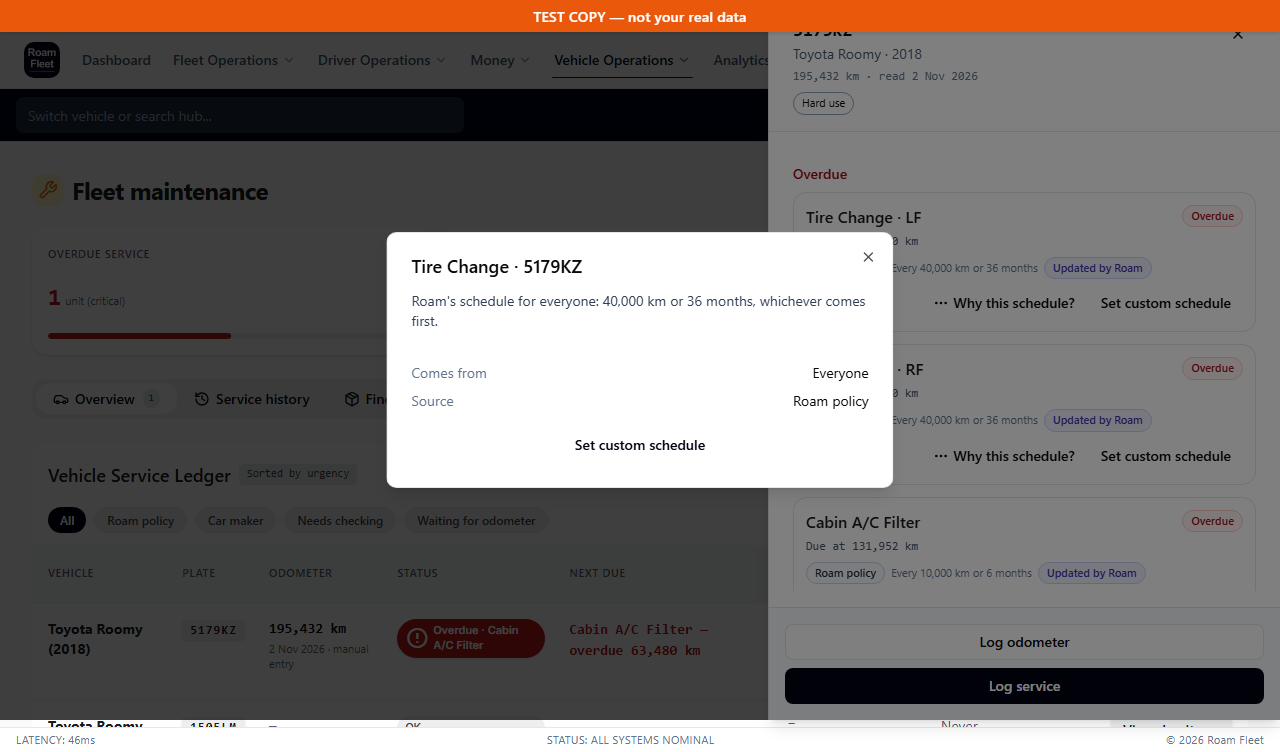 TEST COPY — not your real data
Roam Fleet
Dashboard
Fleet Operations
Driver Operations
Money
Vehicle Operations
Analytics
Switch vehicle or search hub...
5179KZ
Toyota Roomy · 2018
195,432 km · read 2 Nov 2026
Hard use
Fleet maintenance
OVERDUE SERVICE
1 unit (critical)
Overview 1
Service history
Vehicle Service Ledger
Sorted by urgency
All
Roam policy
Car maker
Needs checking
Waiting for odometer
VEHICLE PLATE ODOMETER STATUS NEXT DUE
Toyota Roomy (2018)
5179KZ
195,432 km
2 Nov 2026 · manual entry
Overdue · Cabin A/C Filter
Cabin A/C Filter —
overdue 63,480 km
Tire Change · 5179KZ
Roam's schedule for everyone: 40,000 km or 36 months, whichever comes
first.
Comes from Everyone
Source Roam policy
Set custom schedule
Overdue
Tire Change · LF
Overdue
km
Every 40,000 km or 36 months
Updated by Roam
··· Why this schedule?
Set custom schedule
· RF
Overdue
km
Every 40,000 km or 36 months
Updated by Roam
··· Why this schedule?
Set custom schedule
Cabin A/C Filter
Overdue
Due at 131,952 km
Roam policy
Every 10,000 km or 6 months
Updated by Roam
Log odometer
Log service
LATENCY: 46ms
STATUS: ALL SYSTEMS NOMINAL
© 2026 Roam Fleet